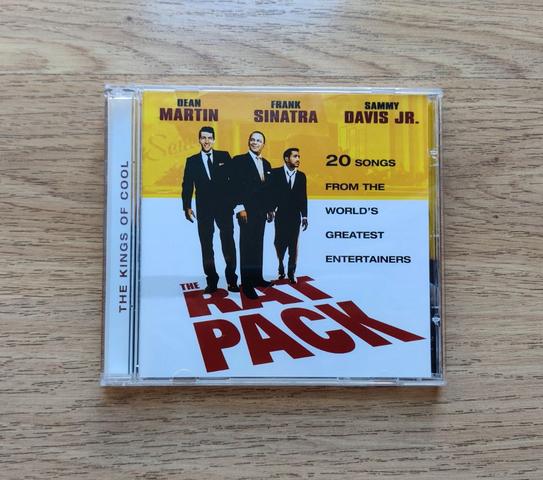 DEAN
MARTIN
FRANK
SINATRA
SAMMY
DAVIS JR.
20 SONGS
FROM THE
WORLD'S
GREATEST
ENTERTAINERS
THE
RAT
PACK
THE KINGS OF COOL